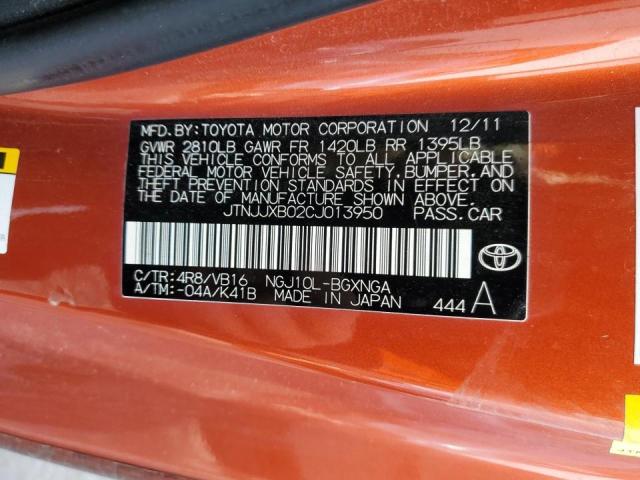 MFD. BY: TOYOTA MOTOR CORPORATION 12/11
GVWR 2810LB GAWR FR 1420LB RR 1395LB
THIS VEHICLE CONFORMS TO ALL APPLICABLE
FEDERAL MOTOR VEHICLE SAFETY, BUMPER, AND
THEFT PREVENTION STANDARDS IN EFFECT ON
THE DATE OF MANUFACTURE SHOWN ABOVE.
JTNJJXB02CJ013950 PASS. CAR
C/TR: 4R8/VB16 NGJ10L-BGXNGA
A/TM: -04A/K41B MADE IN JAPAN 444 A